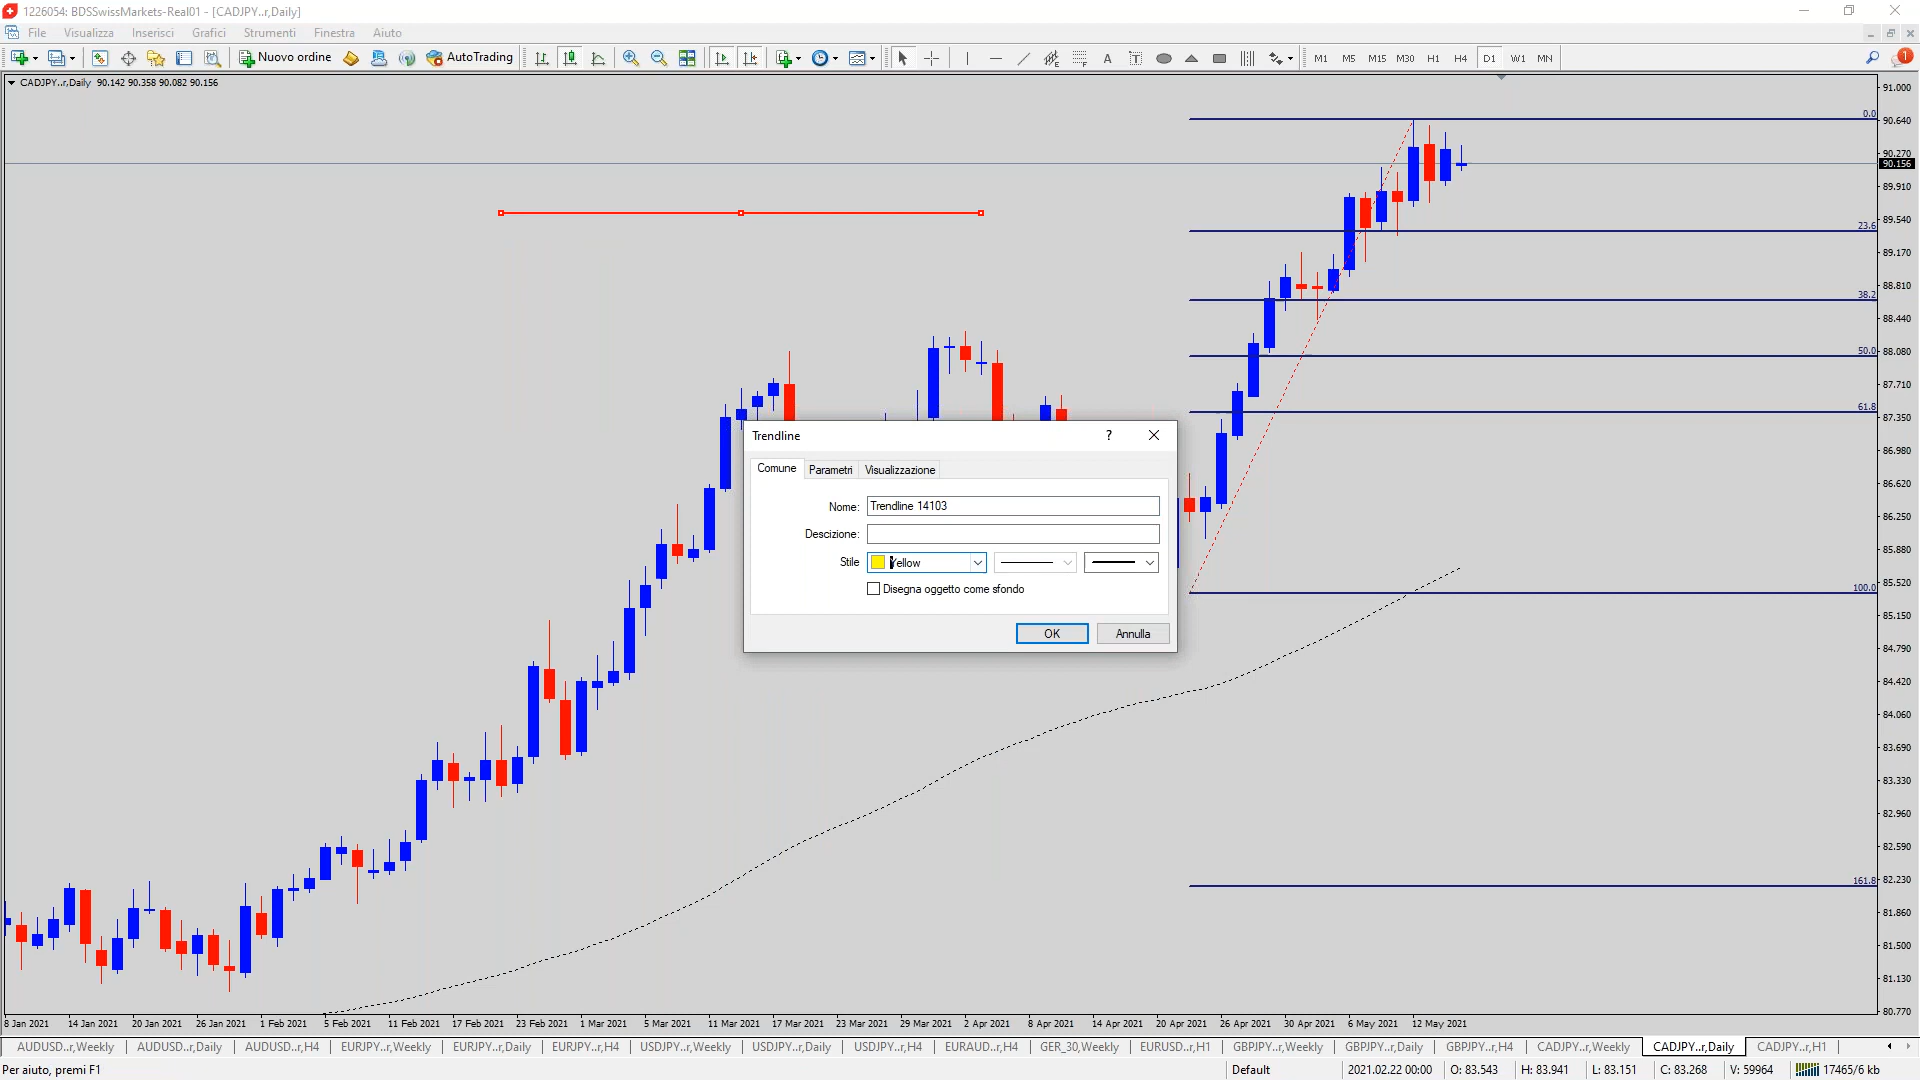 1226054: BDSSwissMarkets-Real01 - [CADJPY..r,Daily]
File Visualizza Inserisci Grafici Strumenti Finestra Aiuto
Nuovo ordine AutoTrading A T M1 M5 M15 M30 H1 H4 D1 W1 MN 1
CADJPY..r,Daily 90.142 90.358 90.082 90.156
91.000
0.0
90.640
90.270
90.156
89.910
89.540
23.6
89.170
88.810
38.2
88.440
88.080
50.0
87.710
61.8
87.350
86.980
86.620
86.250
85.880
85.520
100.0
85.150
84.790
84.420
84.060
83.690
83.330
82.960
82.590
82.230
161.8
81.860
81.500
81.130
80.770
Trendline ?
Comune Parametri Visualizzazione
Nome: Trendline 14103
Descizione:
Stile Yellow
Disegna oggetto come sfondo
OK Annulla
8 Jan 2021 14 Jan 2021 20 Jan 2021 26 Jan 2021 1 Feb 2021 5 Feb 2021 11 Feb 2021 17 Feb 2021 23 Feb 2021 1 Mar 2021 5 Mar 2021 11 Mar 2021 17 Mar 2021 23 Mar 2021 29 Mar 2021 2 Apr 2021 8 Apr 2021 14 Apr 2021 20 Apr 2021 26 Apr 2021 30 Apr 2021 6 May 2021 12 May 2021
AUDUSD..r,Weekly AUDUSD..r,Daily AUDUSD..r,H4 EURJPY..r,Weekly EURJPY..r,Daily EURJPY..r,H4 USDJPY..r,Weekly USDJPY..r,Daily USDJPY..r,H4 EURAUD..r,H4 GER_30,Weekly EURUSD..r,H1 GBPJPY..r,Weekly GBPJPY..r,Daily GBPJPY..r,H4 CADJPY..r,Weekly CADJPY..r,Daily CADJPY..r,H1
Per aiuto, premi F1 Default 2021.02.22 00:00 O: 83.543 H: 83.941 L: 83.151 C: 83.268 V: 59964 17465/6 kb